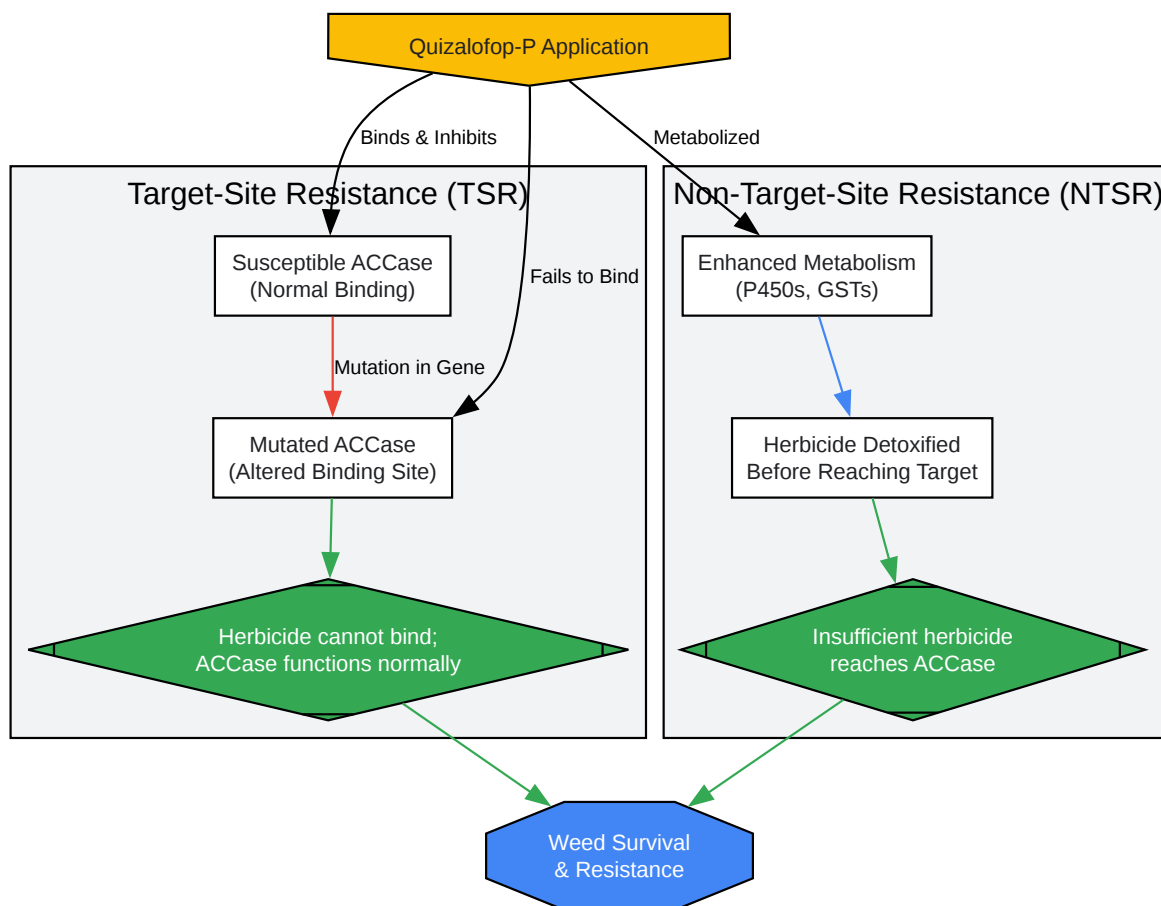 Quizalofop-P Application
Binds & Inhibits
Metabolized
Target-Site Resistance (TSR)
Non-Target-Site Resistance (NTSR)
Susceptible ACCase
(Normal Binding)
Fails to Bind
Enhanced Metabolism
(P450s, GSTs)
Mutation in Gene
Mutated ACCase
(Altered Binding Site)
Herbicide Detoxified
Before Reaching Target
Herbicide cannot bind;
ACCase functions normally
Insufficient herbicide
reaches ACCase
Weed Survival
& Resistance